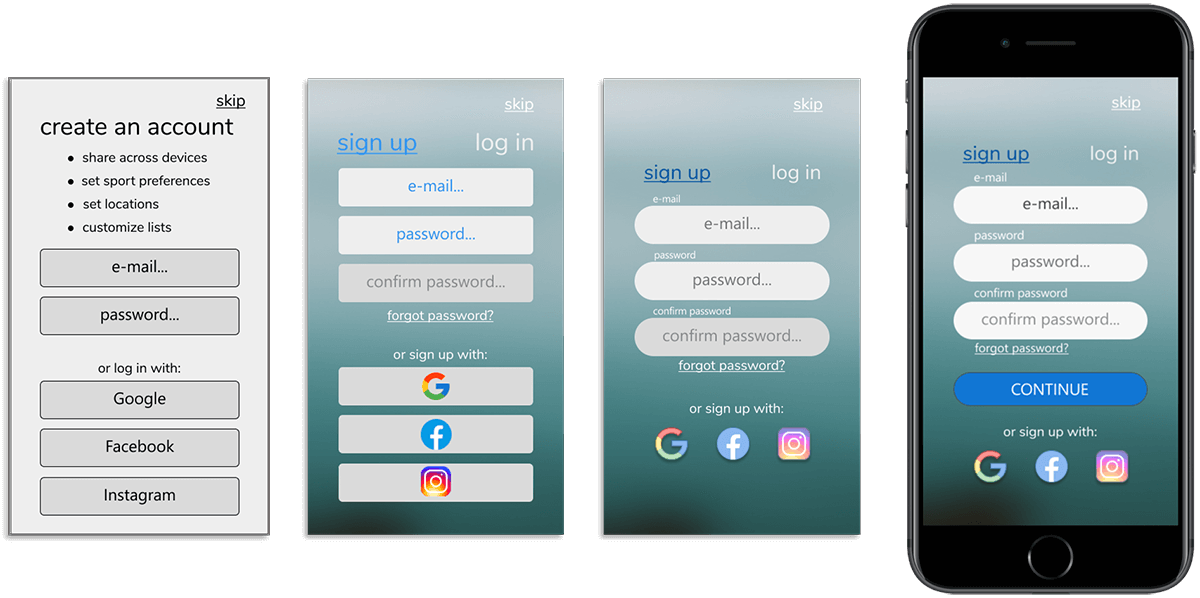 skip
create an account
• share across devices
• set sport preferences
• set locations
• customize lists
e-mail...
password...
or log in with:
Google
Facebook
Instagram
skip
sign up log in
e-mail...
password...
confirm password...
forgot password?
or sign up with:
skip
sign up log in
e-mail
e-mail...
password
password...
confirm password
confirm password...
forgot password?
or sign up with:
skip
sign up log in
e-mail
e-mail...
password
password...
confirm password
confirm password...
forgot password?
CONTINUE
or sign up with: